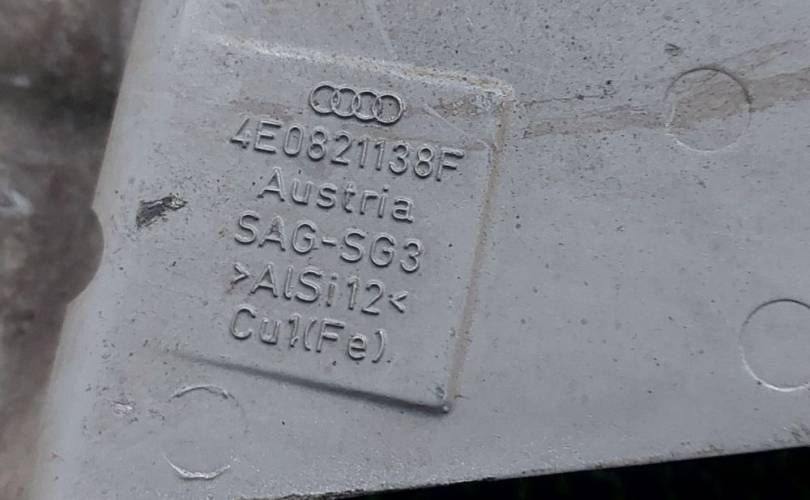 4E0821138F
Austria
SAG-SG3
>AlSi12<
Cu1(Fe)